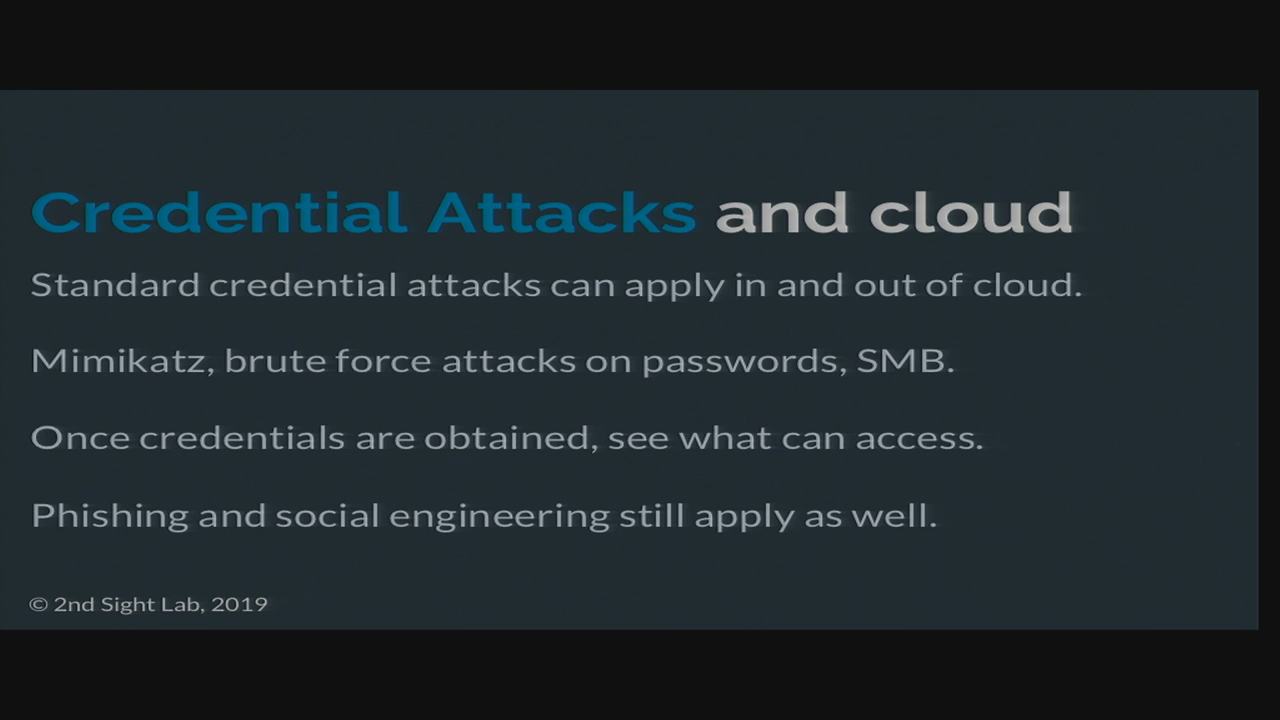 Credential Attacks and cloud
Standard credential attacks can apply in and out of cloud.
Mimikatz, brute force attacks on passwords, SMB.
Once credentials are obtained, see what can access.
Phishing and social engineering still apply as well.
© 2nd Sight Lab, 2019